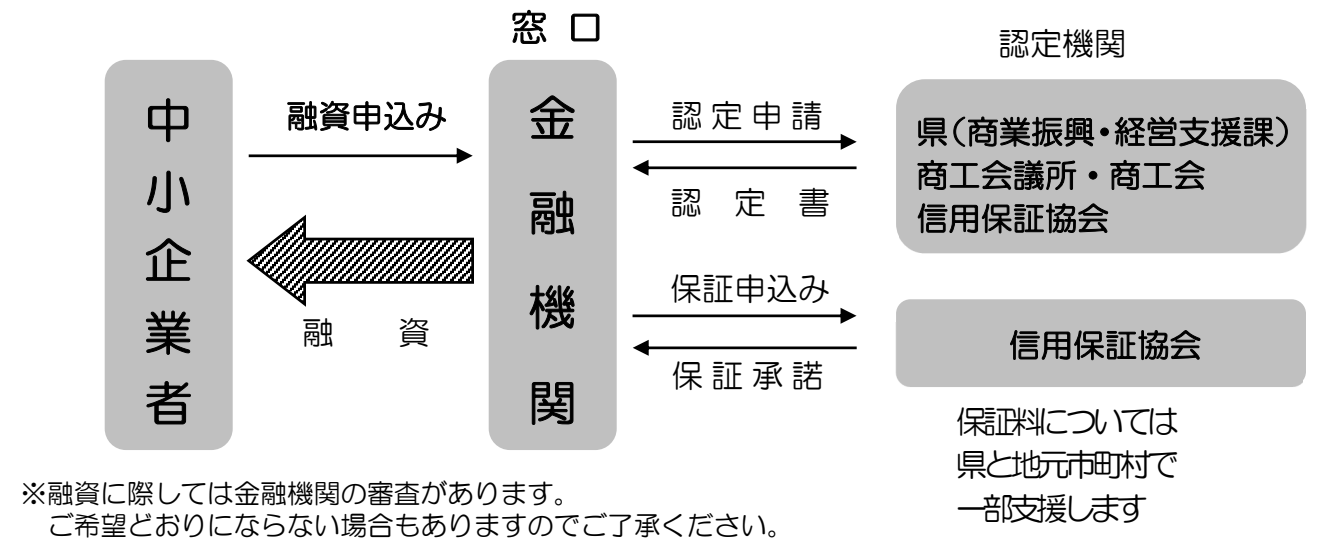 窓口
認定機関
中小企業者
融資申込み
金融機関
認定申請
認定書
県（商業振興・経営支援課）
商工会議所・商工会
信用保証協会
融資
保証申込み
保証承諾
信用保証協会
保証料については
県と地元市町村で
一部支援します
※融資に際しては金融機関の審査があります。
ご希望どおりにならない場合もありますのでご了承ください。